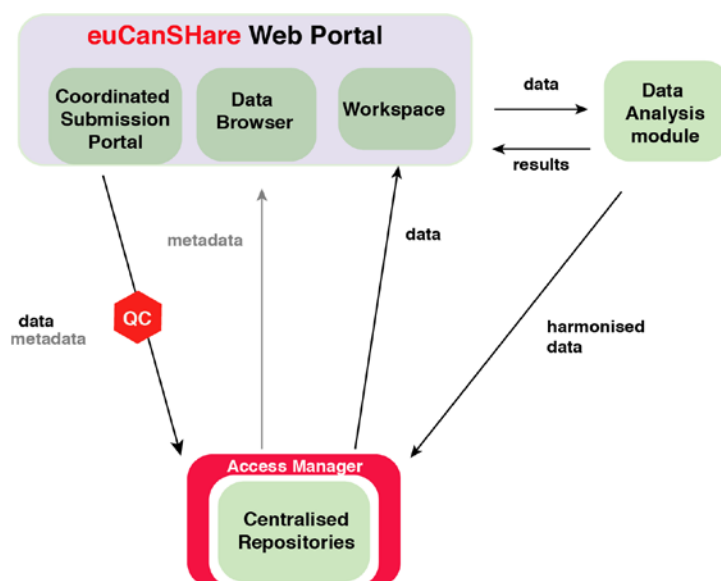 euCanSHare Web Portal
Coordinated
Submission
Portal
Data
Browser
Workspace
data
results
Data
Analysis
module
metadata
data
QC
data
metadata
harmonised
data
Access Manager
Centralised
Repositories